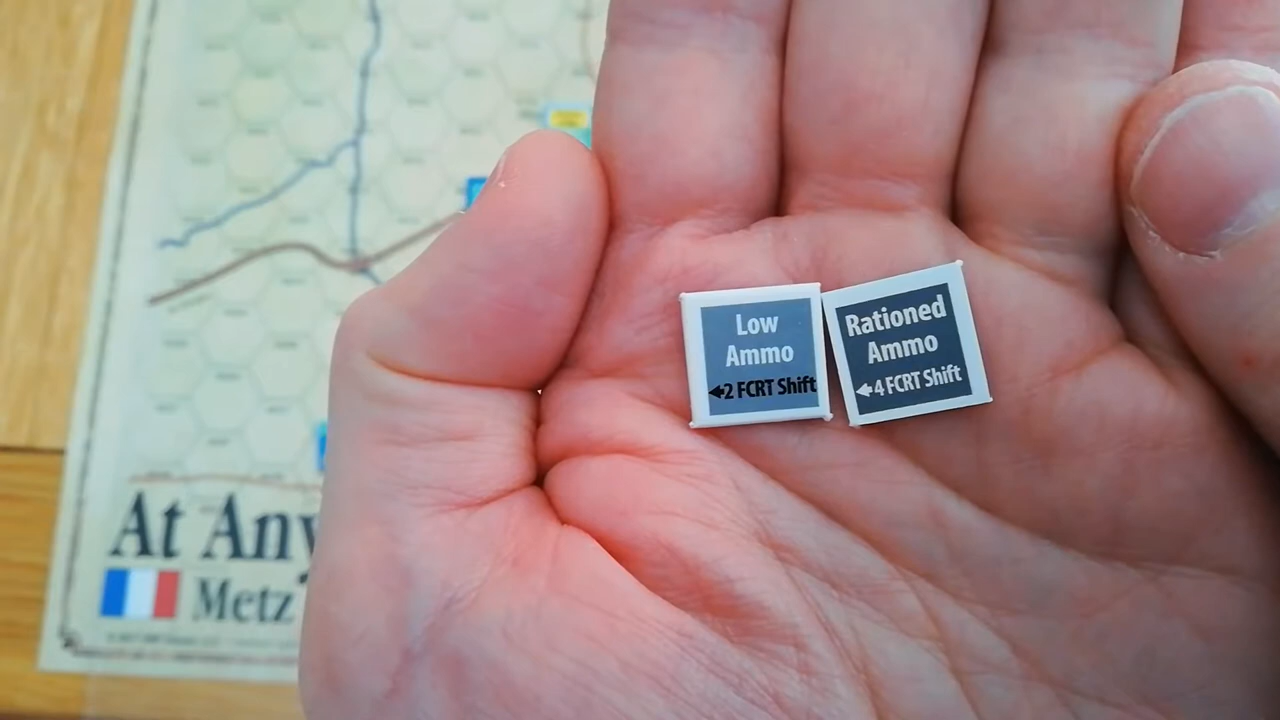 Low
Ammo
2 FCRT Shift
Rationed
Ammo
4 FCRT Shift
At Any
Metz